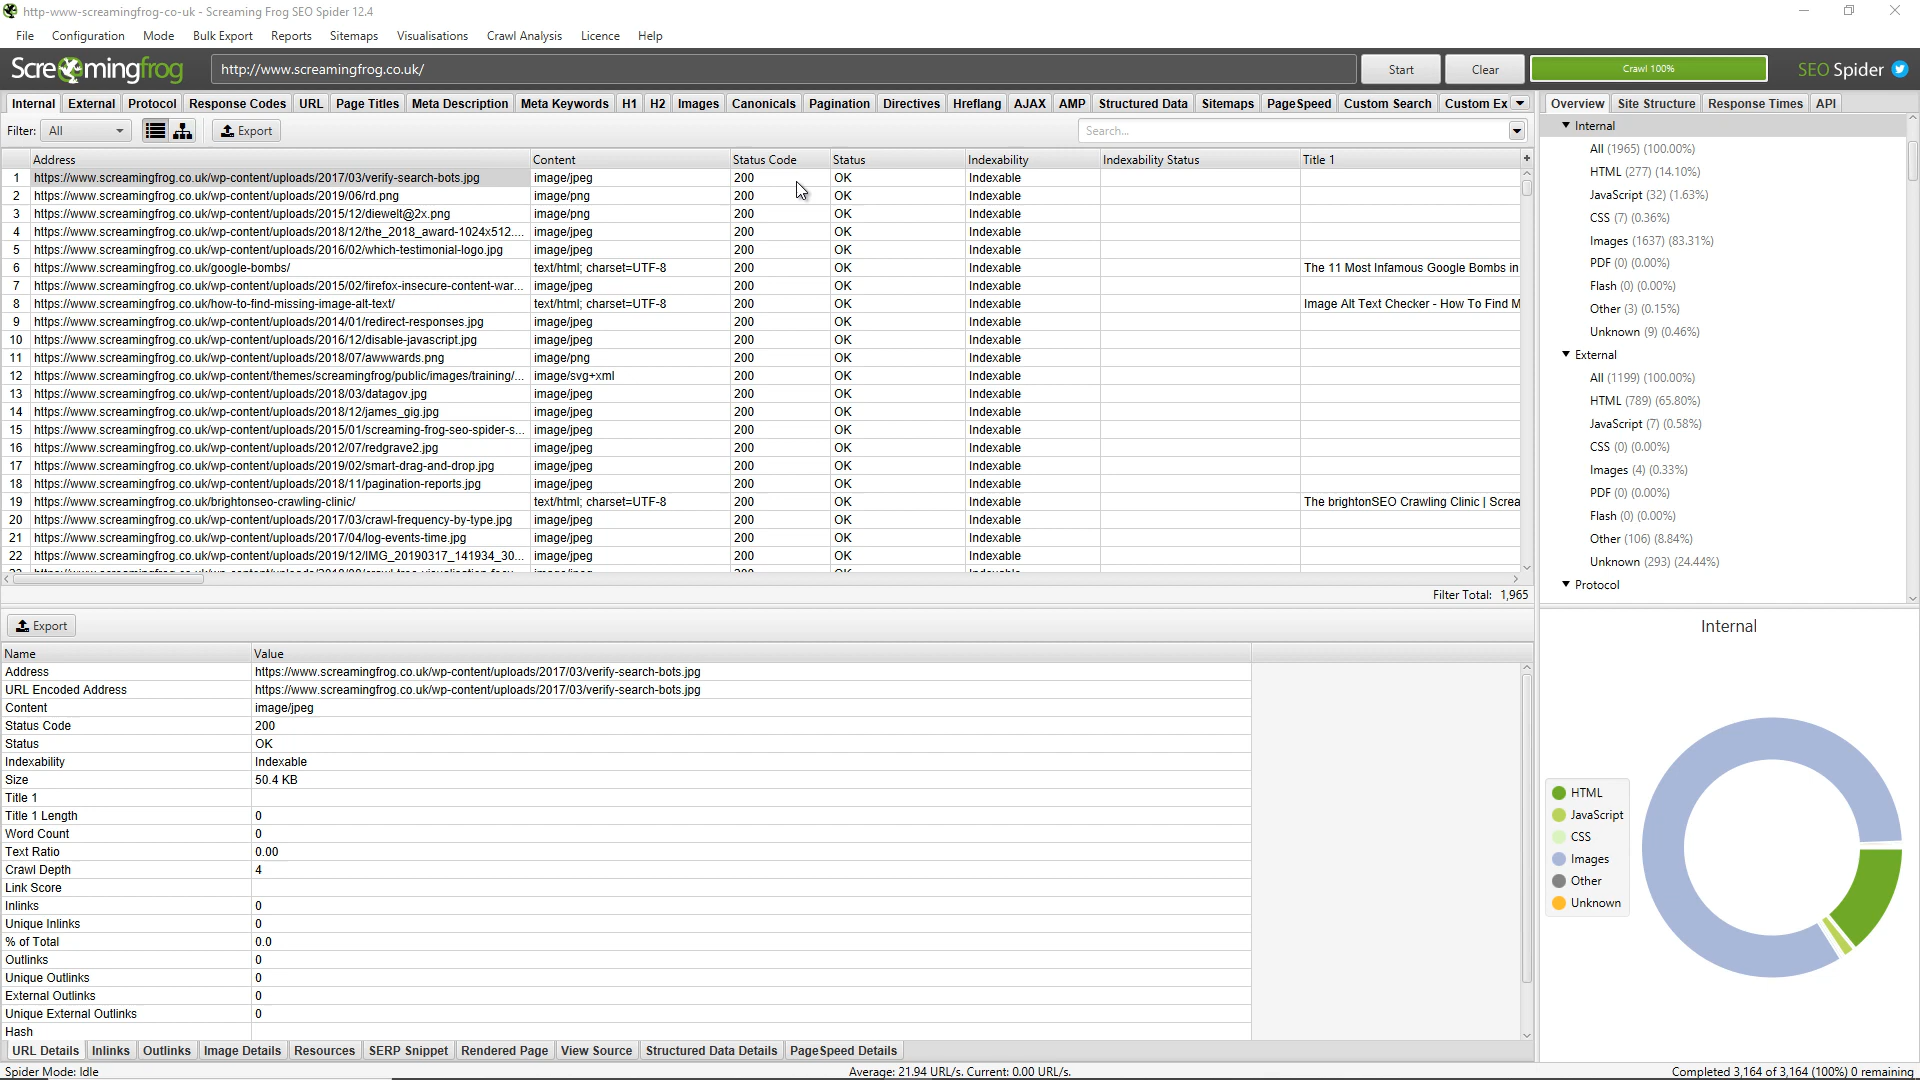 http-www-screamingfrog-co-uk - Screaming Frog SEO Spider 12.4
File Configuration Mode Bulk Export Reports Sitemaps Visualisations Crawl Analysis Licence Help
Screamingfrog http://www.screamingfrog.co.uk/ Start Clear Crawl 100% SEO Spider
Internal External Protocol Response Codes URL Page Titles Meta Description Meta Keywords H1 H2 Images Canonicals Pagination Directives Hreflang AJAX AMP Structured Data Sitemaps PageSpeed Custom Search Custom Ex
Filter: All Export Search...
Address Content Status Code Status Indexability Indexability Status Title 1 +
1 https://www.screamingfrog.co.uk/wp-content/uploads/2017/03/verify-search-bots.jpg image/jpeg 200 OK Indexable
2 https://www.screamingfrog.co.uk/wp-content/uploads/2019/06/rd.png image/png 200 OK Indexable
3 https://www.screamingfrog.co.uk/wp-content/uploads/2015/12/diewelt@2x.png image/png 200 OK Indexable
4 https://www.screamingfrog.co.uk/wp-content/uploads/2018/12/the_2018_award-1024x512.... image/jpeg 200 OK Indexable
5 https://www.screamingfrog.co.uk/wp-content/uploads/2016/02/which-testimonial-logo.jpg image/jpeg 200 OK Indexable
6 https://www.screamingfrog.co.uk/google-bombs/ text/html; charset=UTF-8 200 OK Indexable The 11 Most Infamous Google Bombs in
7 https://www.screamingfrog.co.uk/wp-content/uploads/2015/02/firefox-insecure-content-war... image/jpeg 200 OK Indexable
8 https://www.screamingfrog.co.uk/how-to-find-missing-image-alt-text/ text/html; charset=UTF-8 200 OK Indexable Image Alt Text Checker - How To Find M
9 https://www.screamingfrog.co.uk/wp-content/uploads/2014/01/redirect-responses.jpg image/jpeg 200 OK Indexable
10 https://www.screamingfrog.co.uk/wp-content/uploads/2016/12/disable-javascript.jpg image/jpeg 200 OK Indexable
11 https://www.screamingfrog.co.uk/wp-content/uploads/2018/07/awwwards.png image/png 200 OK Indexable
12 https://www.screamingfrog.co.uk/wp-content/themes/screamingfrog/public/images/training/... image/svg+xml 200 OK Indexable
13 https://www.screamingfrog.co.uk/wp-content/uploads/2018/03/datagov.jpg image/jpeg 200 OK Indexable
14 https://www.screamingfrog.co.uk/wp-content/uploads/2018/12/james_gig.jpg image/jpeg 200 OK Indexable
15 https://www.screamingfrog.co.uk/wp-content/uploads/2015/01/screaming-frog-seo-spider-s... image/jpeg 200 OK Indexable
16 https://www.screamingfrog.co.uk/wp-content/uploads/2012/07/redgrave2.jpg image/jpeg 200 OK Indexable
17 https://www.screamingfrog.co.uk/wp-content/uploads/2019/02/smart-drag-and-drop.jpg image/jpeg 200 OK Indexable
18 https://www.screamingfrog.co.uk/wp-content/uploads/2018/11/pagination-reports.jpg image/jpeg 200 OK Indexable
19 https://www.screamingfrog.co.uk/brightonseo-crawling-clinic/ text/html; charset=UTF-8 200 OK Indexable The brightonSEO Crawling Clinic | Screa
20 https://www.screamingfrog.co.uk/wp-content/uploads/2017/03/crawl-frequency-by-type.jpg image/jpeg 200 OK Indexable
21 https://www.screamingfrog.co.uk/wp-content/uploads/2017/04/log-events-time.jpg image/jpeg 200 OK Indexable
22 https://www.screamingfrog.co.uk/wp-content/uploads/2019/12/IMG_20190317_141934_30... image/jpeg 200 OK Indexable
Filter Total: 1,965
Export
Name Value
Address https://www.screamingfrog.co.uk/wp-content/uploads/2017/03/verify-search-bots.jpg
URL Encoded Address https://www.screamingfrog.co.uk/wp-content/uploads/2017/03/verify-search-bots.jpg
Content image/jpeg
Status Code 200
Status OK
Indexability Indexable
Size 50.4 KB
Title 1
Title 1 Length 0
Word Count 0
Text Ratio 0.00
Crawl Depth 4
Link Score
Inlinks 0
Unique Inlinks 0
% of Total 0.0
Outlinks 0
Unique Outlinks 0
External Outlinks 0
Unique External Outlinks 0
Hash
URL Details Inlinks Outlinks Image Details Resources SERP Snippet Rendered Page View Source Structured Data Details PageSpeed Details
Overview Site Structure Response Times API
Internal
All (1965) (100.00%)
HTML (277) (14.10%)
JavaScript (32) (1.63%)
CSS (7) (0.36%)
Images (1637) (83.31%)
PDF (0) (0.00%)
Flash (0) (0.00%)
Other (3) (0.15%)
Unknown (9) (0.46%)
External
All (1199) (100.00%)
HTML (789) (65.80%)
JavaScript (7) (0.58%)
CSS (0) (0.00%)
Images (4) (0.33%)
PDF (0) (0.00%)
Flash (0) (0.00%)
Other (106) (8.84%)
Unknown (293) (24.44%)
Protocol
Internal
HTML
JavaScript
CSS
Images
Other
Unknown
Spider Mode: Idle Average: 21.94 URL/s. Current: 0.00 URL/s. Completed 3,164 of 3,164 (100%) 0 remaining